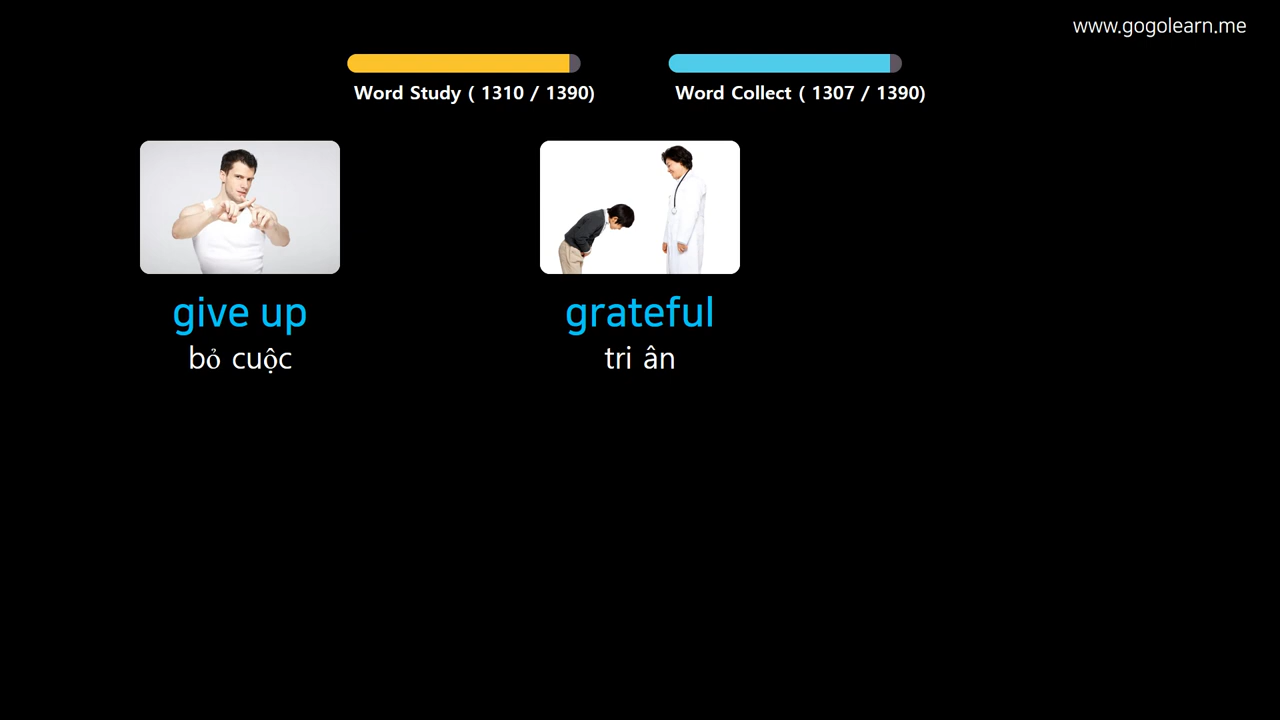 www.gogolearn.me
Word Study ( 1310 / 1390)
Word Collect ( 1307 / 1390)
give up
bỏ cuộc
grateful
tri ân